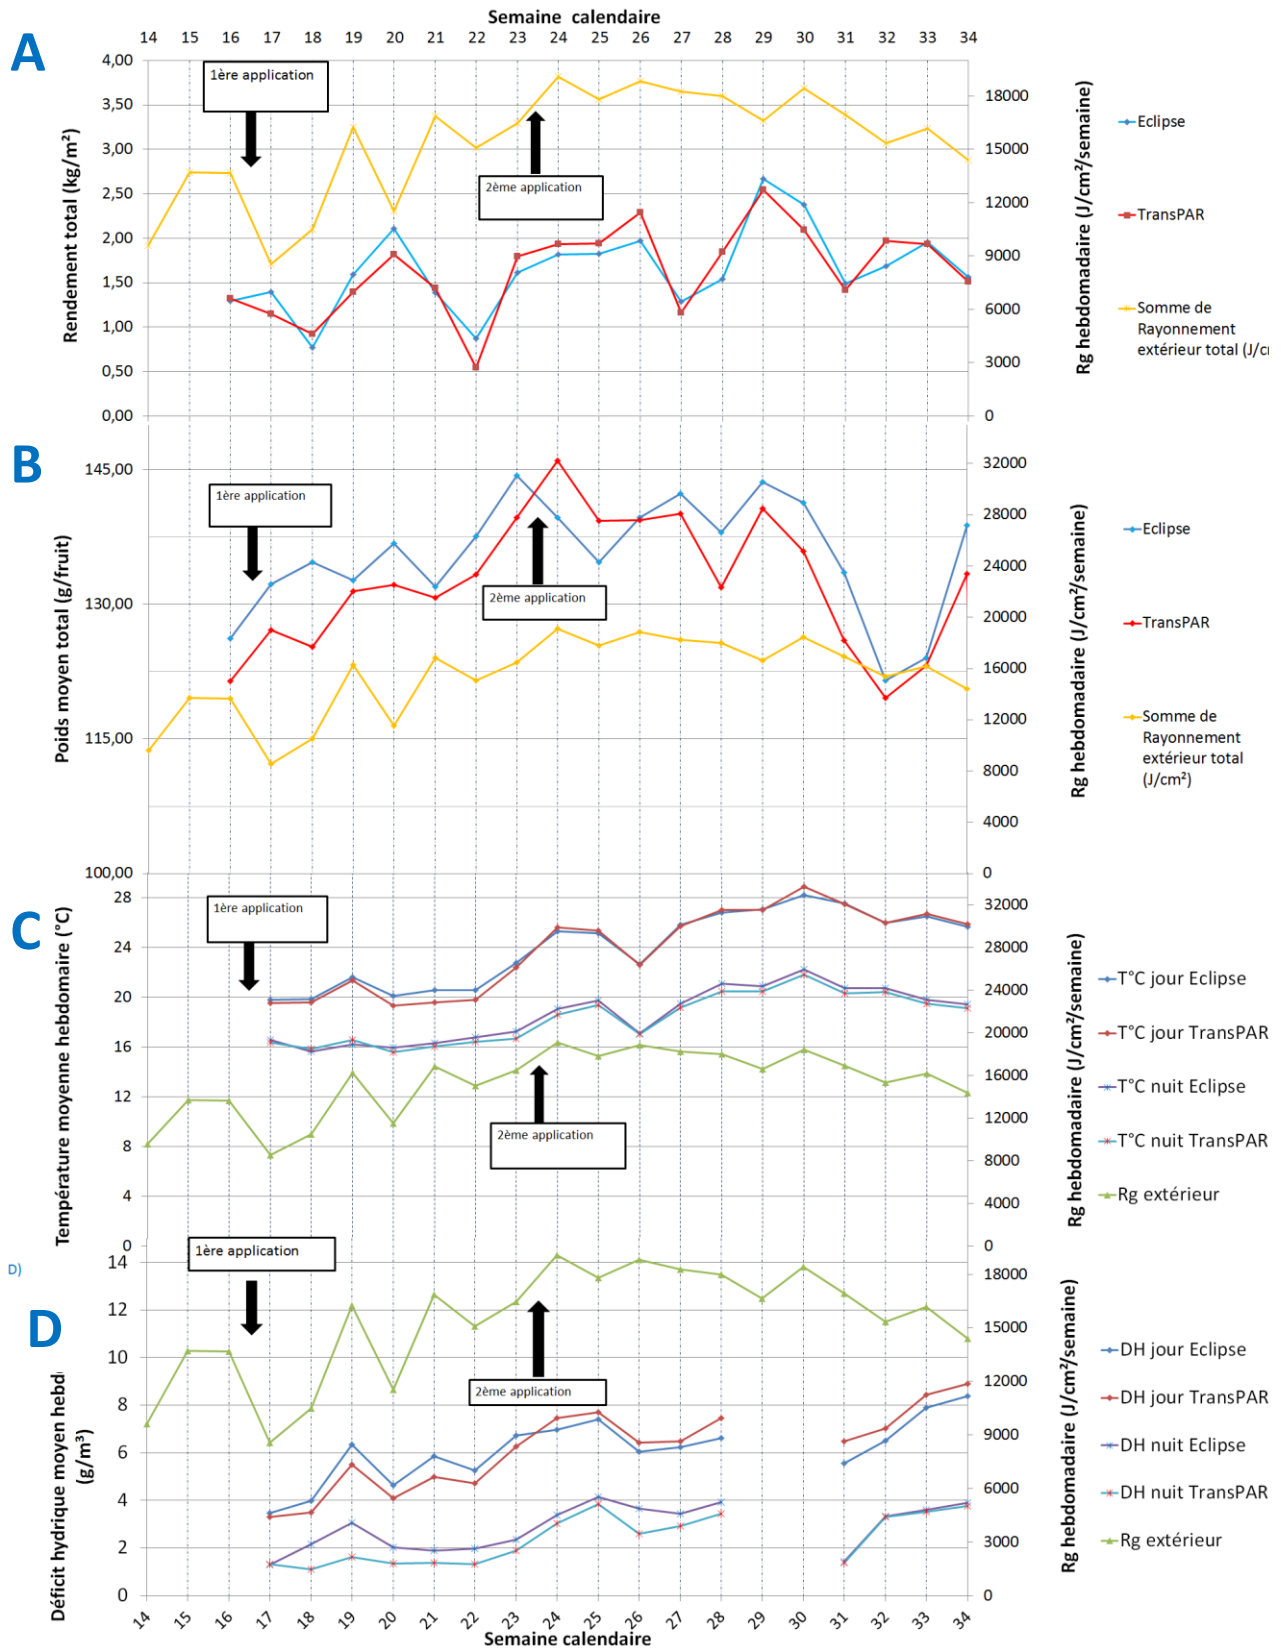 Semaine calendaire
14 15 16 17 18 19 20 21 22 23 24 25 26 27 28 29 30 31 32 33 34
A
Rendement total (kg/m²)
4,00
3,50
3,00
2,50
2,00
1,50
1,00
0,50
0,00
1ère application
2ème application
18000
15000
12000
9000
6000
3000
0
Rg hebdomadaire (J/cm²/semaine)
Eclipse
TransPAR
Somme de
Rayonnement
extérieur total (J/c
B
Poids moyen total (g/fruit)
145,00
130,00
115,00
100,00
1ère application
2ème application
32000
28000
24000
20000
16000
12000
8000
4000
0
Rg hebdomadaire (J/cm²/semaine)
Eclipse
TransPAR
Somme de
Rayonnement
extérieur total
(J/cm²)
C
Température moyenne hebdomaire (°C)
28
24
20
16
12
8
4
0
1ère application
2ème application
32000
28000
24000
20000
16000
12000
8000
4000
0
Rg hebdomadaire (J/cm²/semaine)
T°C jour Eclipse
T°C jour TransPAR
T°C nuit Eclipse
T°C nuit TransPAR
Rg extérieur
D)
D
Déficit hydrique moyen hebd
(g/m³)
14
12
10
8
6
4
2
0
1ère application
2ème application
18000
15000
12000
9000
6000
3000
0
Rg hebdomadaire (J/cm²/semaine)
DH jour Eclipse
DH jour TransPAR
DH nuit Eclipse
DH nuit TransPAR
Rg extérieur
14 15 16 17 18 19 20 21 22 23 24 25 26 27 28 29 30 31 32 33 34
Semaine calendaire